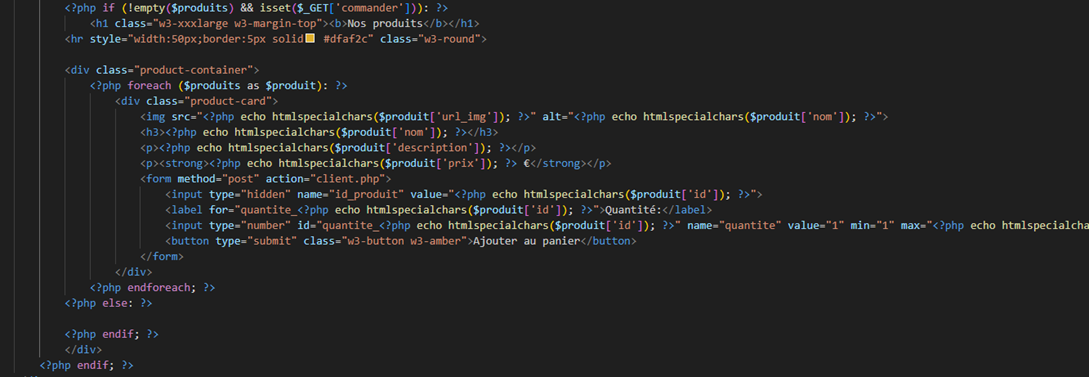 <?php if (!empty($produits) && isset($_GET['commander'])): ?>
<h1 class="w3-xxxlarge w3-margin-top"><b>Nos produits</b></h1>
<hr style="width:50px;border:5px solid #dfaf2c" class="w3-round">
<div class="product-container">
<?php foreach ($produits as $produit): ?>
<div class="product-card">
<img src="<?php echo htmlspecialchars($produit['url_img']); ?>" alt="<?php echo htmlspecialchars($produit['nom']); ?>">
<h3><?php echo htmlspecialchars($produit['nom']); ?></h3>
<p><?php echo htmlspecialchars($produit['description']); ?></p>
<p><strong><?php echo htmlspecialchars($produit['prix']); ?> €</strong></p>
<form method="post" action="client.php">
<input type="hidden" name="id_produit" value="<?php echo htmlspecialchars($produit['id']); ?>">
<label for="quantite_<?php echo htmlspecialchars($produit['id']); ?>">Quantité:</label>
<input type="number" id="quantite_<?php echo htmlspecialchars($produit['id']); ?>" name="quantite" value="1" min="1" max="<?php echo htmlspecialcha
<button type="submit" class="w3-button w3-amber">Ajouter au panier</button>
</form>
</div>
<?php endforeach; ?>
<?php else: ?>
<?php endif; ?>
</div>
<?php endif; ?>